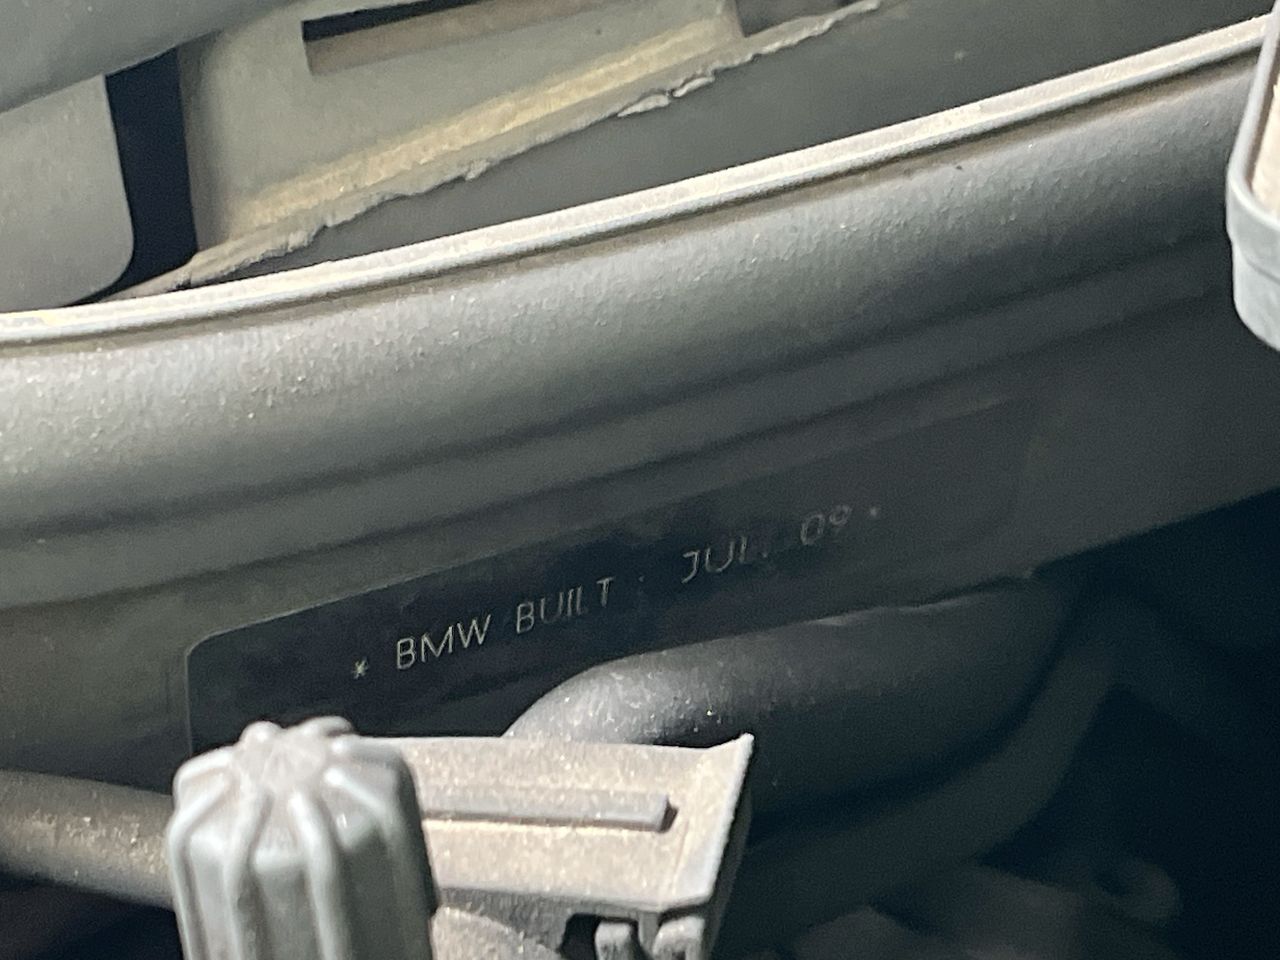 * BMW BUILT · JUL. 09 ·